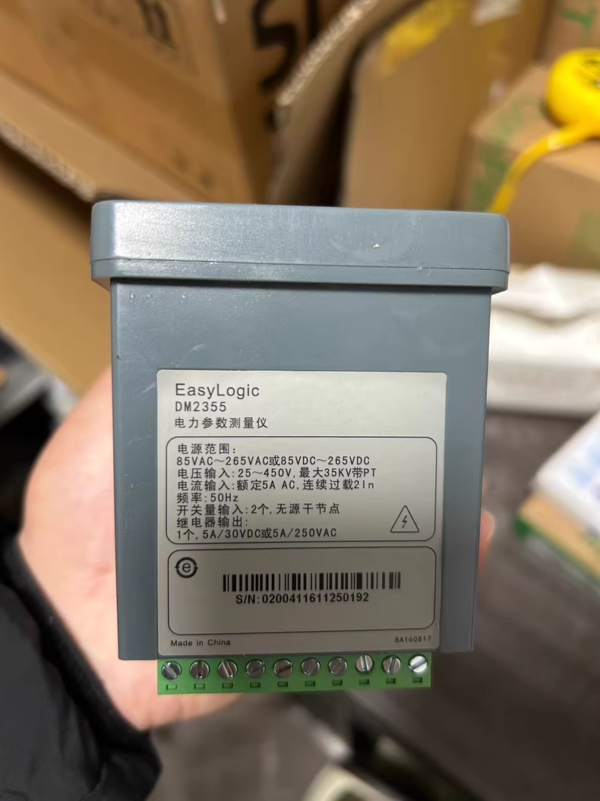 EasyLogic
DM2355
电力参数测量仪
电源范围:
85VAC～265VAC或85VDC～265VDC
电压输入:25～450V,最大35KV带PT
电流输入:额定5A AC,连续过载2In
频率:50Hz
开关量输入:2个,无源干节点
继电器输出:
1个,5A/30VDC或5A/250VAC
e
S/N:0200411611250192
Made in China